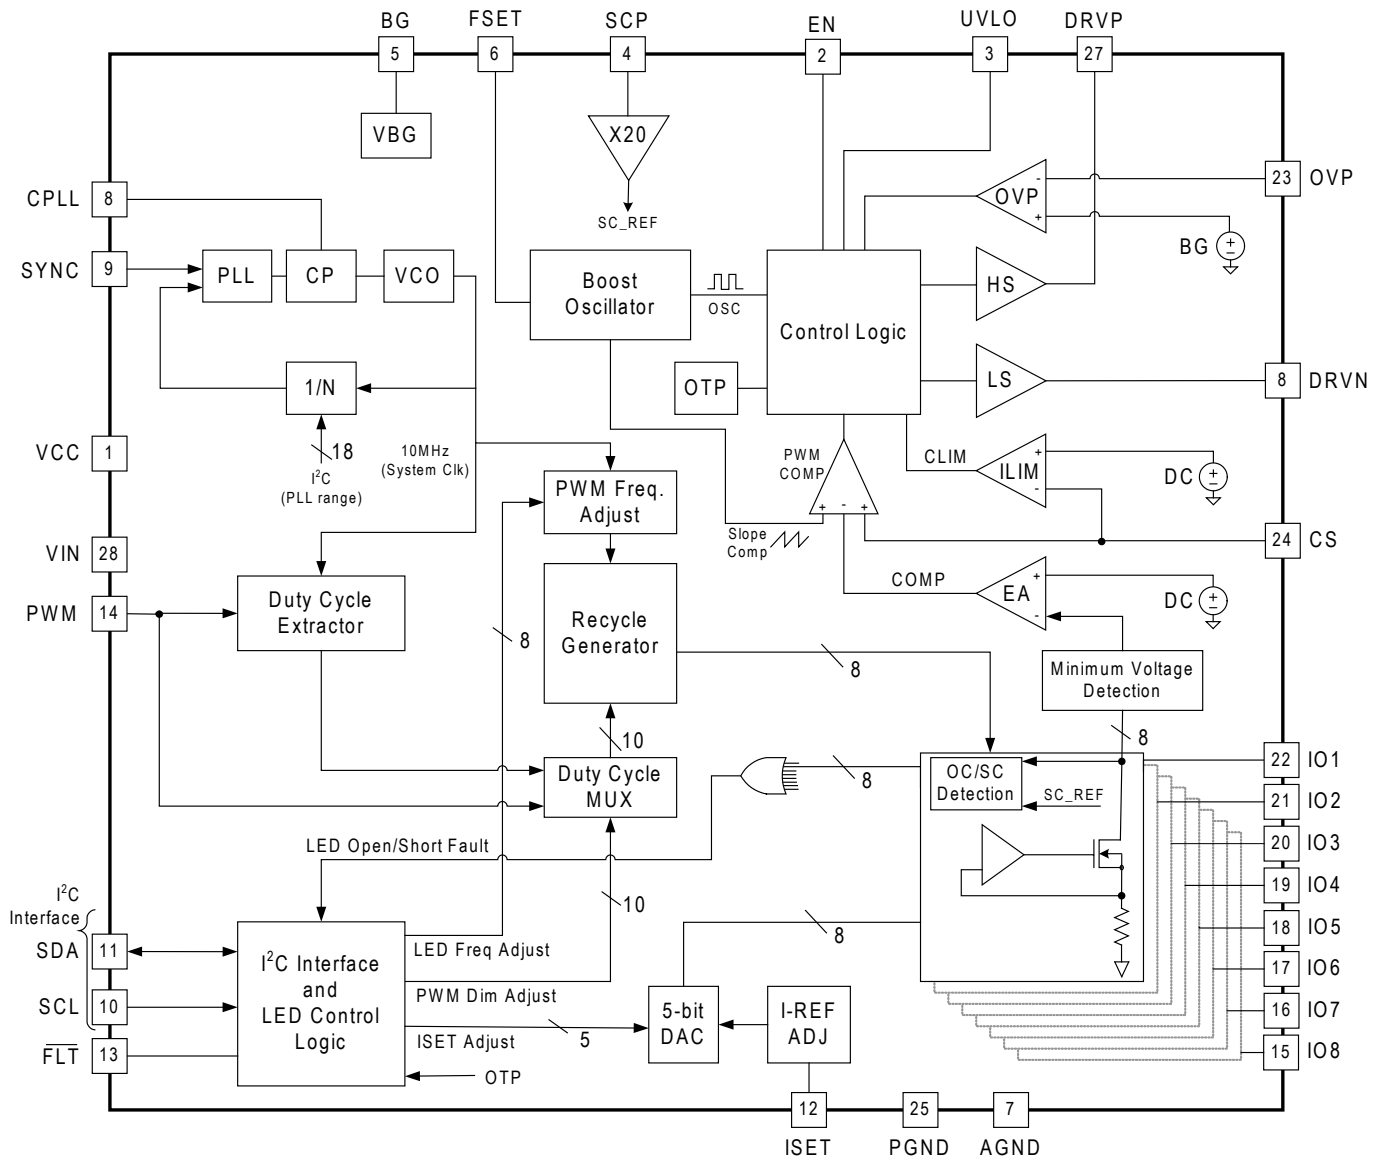 BG
FSET
SCP
EN
UVLO
DRVP
5
6
4
2
3
27
VBG
X20
SC_REF
OVP
-
+
23
OVP
BG
+
–
CPLL
8
SYNC
9
PLL
CP
VCO
Boost
Oscillator
OSC
Control Logic
HS
LS
8
DRVN
OTP
1/N
18
I²C
(PLL range)
10MHz
(System Clk)
VCC
1
PWM
COMP
+
-
+
CLIM
ILIM
+
-
DC
+
–
PWM Freq.
Adjust
Slope
Comp
24
CS
VIN
28
PWM
14
Duty Cycle
Extractor
8
Recycle
Generator
COMP
EA
+
-
DC
+
–
8
Minimum Voltage
Detection
8
10
Duty Cycle
MUX
8
OC/SC
Detection
SC_REF
22
IO1
21
IO2
20
IO3
19
IO4
18
IO5
17
IO6
16
IO7
15
IO8
LED Open/Short Fault
10
I²C
Interface
SDA
11
SCL
10
FLT
13
I²C Interface
and
LED Control
Logic
LED Freq Adjust
PWM Dim Adjust
ISET Adjust
5
OTP
8
5-bit
DAC
I-REF
ADJ
12
25
7
ISET
PGND
AGND